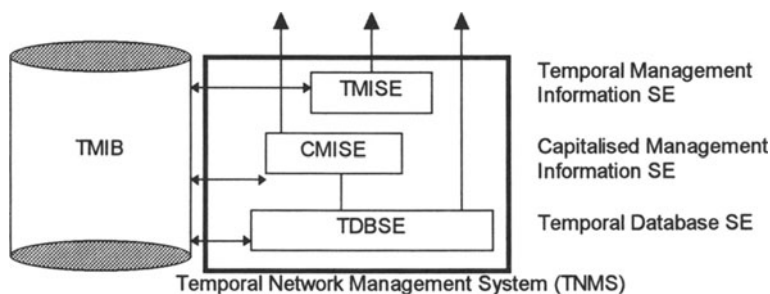 TMIB
TMISE
CMISE
TDBSE
Temporal Management
Information SE
Capitalised Management
Information SE
Temporal Database SE
Temporal Network Management System (TNMS)